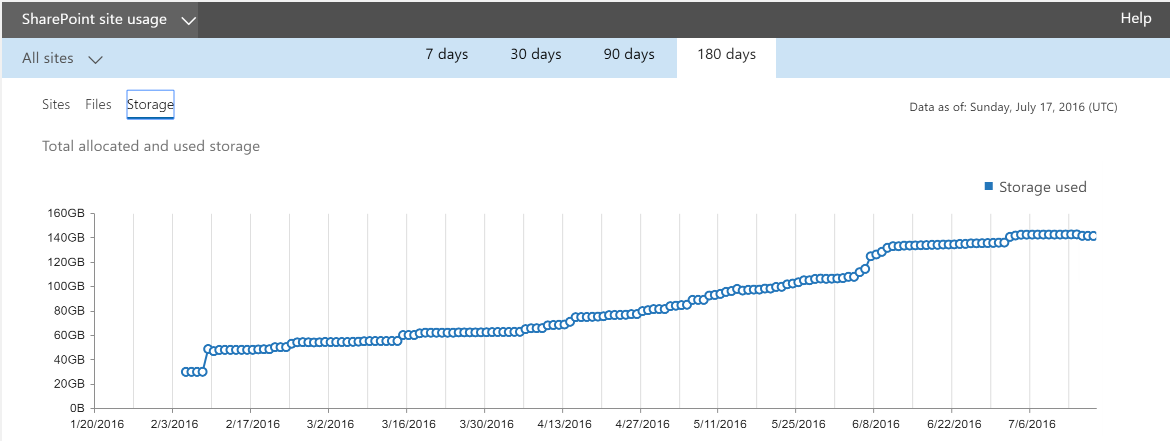 SharePoint site usage Help
All sites 7 days 30 days 90 days 180 days
Sites Files Storage Data as of: Sunday, July 17, 2016 (UTC)
Total allocated and used storage
Storage used
160GB
140GB
120GB
100GB
80GB
60GB
40GB
20GB
0B
1/20/2016 2/3/2016 2/17/2016 3/2/2016 3/16/2016 3/30/2016 4/13/2016 4/27/2016 5/11/2016 5/25/2016 6/8/2016 6/22/2016 7/6/2016